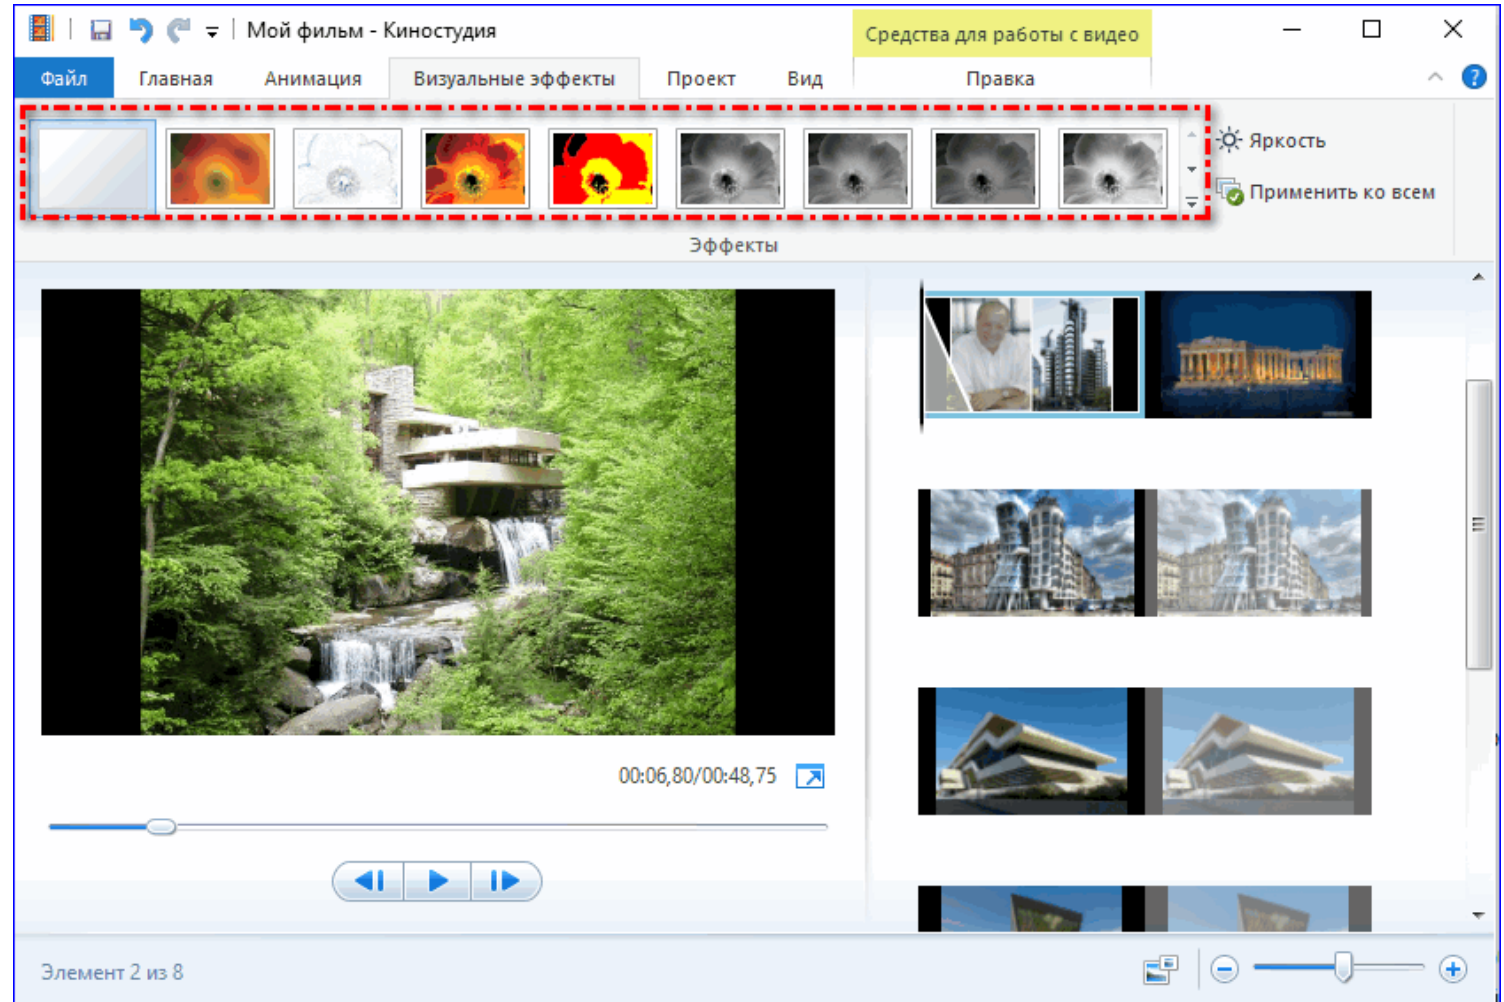 Мой фильм - Киностудия
Средства для работы с видео
Файл Главная Анимация Визуальные эффекты Проект Вид Правка
Яркость
Применить ко всем
Эффекты
00:06,80/00:48,75
Элемент 2 из 8